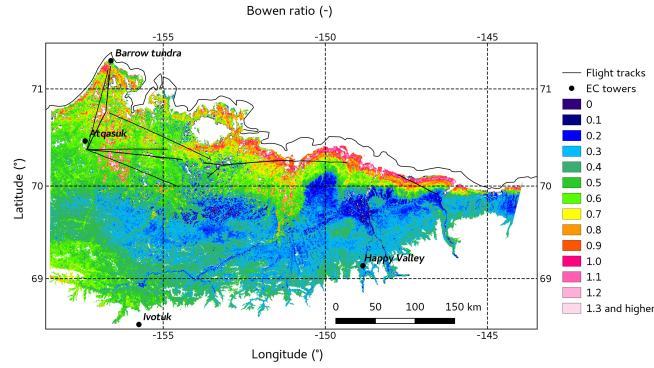 Bowen ratio (-)
-155
-150
-145
Barrow tundra
71
71
Atqasuk
Latitude (°)
70
70
69
69
Happy Valley
Ivotuk
0 50 100 150 km
-155
-150
-145
Longitude (°)
Flight tracks
EC towers
0
0.1
0.2
0.3
0.4
0.5
0.6
0.7
0.8
0.9
1.0
1.1
1.2
1.3 and higher